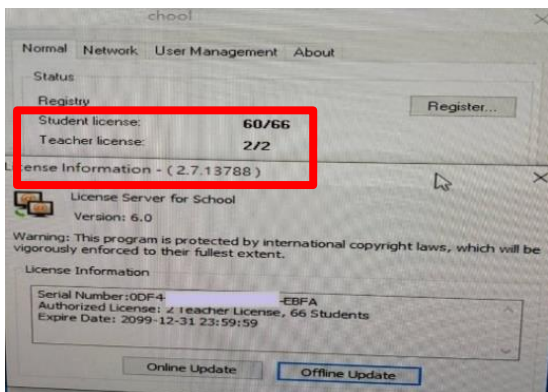 chool
Normal Network User Management About
Status
Registry
Register...
Student license: 60/66
Teacher license: 2/2
License Information - ( 2.7.13788 )
License Server for School
Version: 6.0
Warning: This program is protected by international copyright laws, which will be
vigorously enforced to their fullest extent.
License Information
Serial Number:0DF4- -EBFA
Authorized License: 2 Teacher License, 66 Students
Expire Date: 2099-12-31 23:59:59
Online Update Offline Update